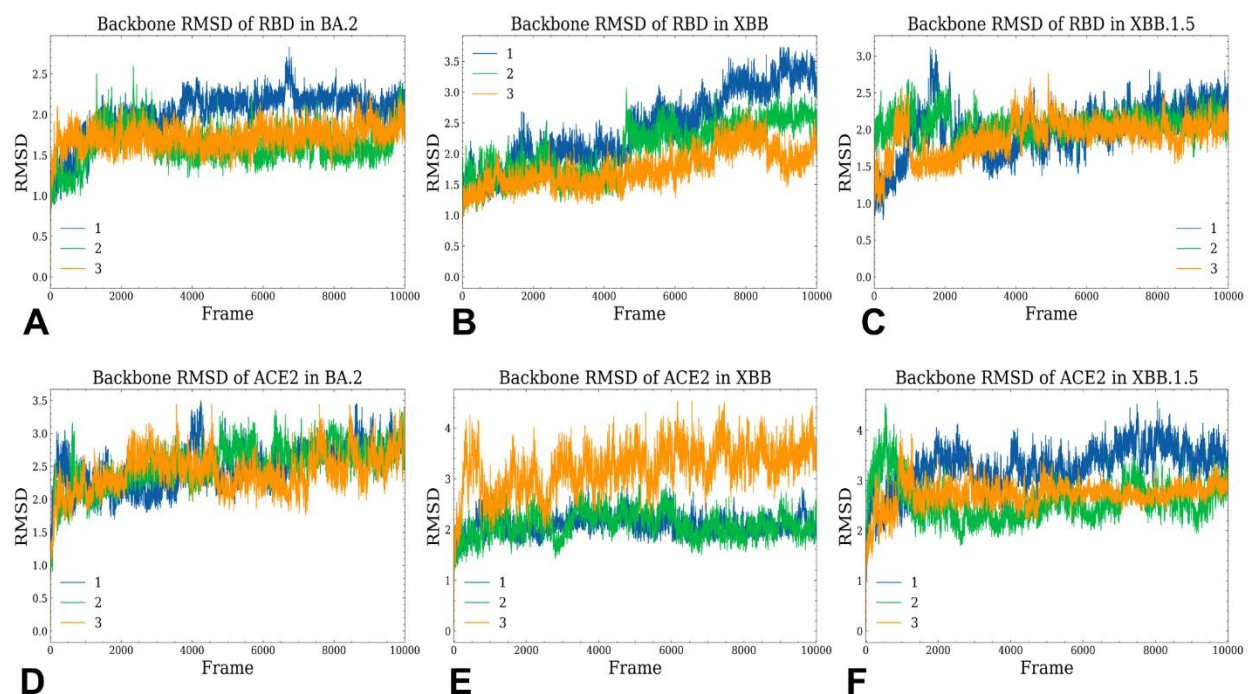 Backbone RMSD of RBD in BA.2
RMSD
2.5
2.0
1.5
1.0
0.5
0.0
1
2
3
0 2000 4000 6000 8000 10000
Frame
A
Backbone RMSD of RBD in XBB
RMSD
3.5
3.0
2.5
2.0
1.5
1.0
0.5
0.0
1
2
3
0 2000 4000 6000 8000 10000
Frame
B
Backbone RMSD of RBD in XBB.1.5
RMSD
3.0
2.5
2.0
1.5
1.0
0.5
0.0
1
2
3
0 2000 4000 6000 8000 10000
Frame
C
Backbone RMSD of ACE2 in BA.2
RMSD
3.5
3.0
2.5
2.0
1.5
1.0
0.5
0.0
1
2
3
0 2000 4000 6000 8000 10000
Frame
D
Backbone RMSD of ACE2 in XBB
RMSD
4
3
2
1
0
1
2
3
0 2000 4000 6000 8000 10000
Frame
E
Backbone RMSD of ACE2 in XBB.1.5
RMSD
4
3
2
1
0
1
2
3
0 2000 4000 6000 8000 10000
Frame
F